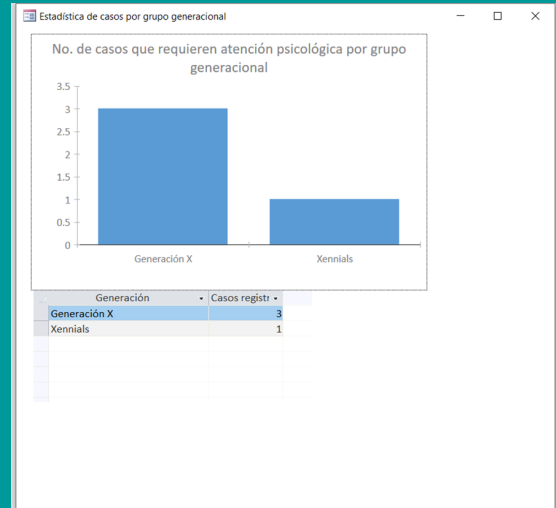 Estadística de casos por grupo generacional
No. de casos que requieren atención psicológica por grupo
generacional
3.5
3
2.5
2
1.5
1
0.5
0
Generación X Xennials
Generación Casos registr
Generación X 3
Xennials 1